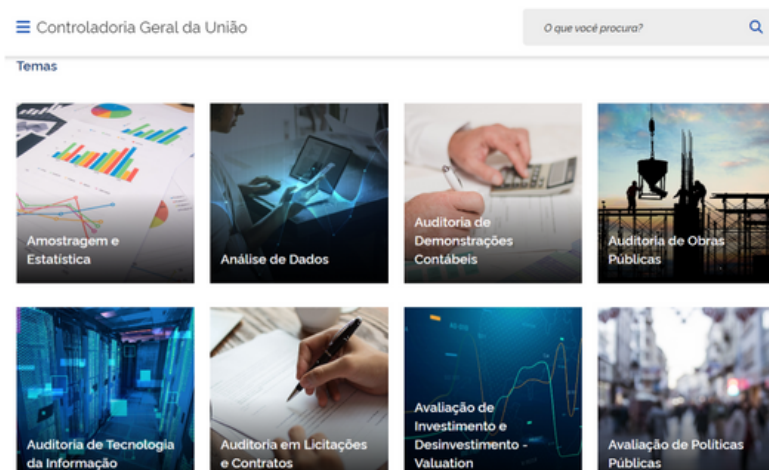 Controladoria Geral da União
O que você procura?
Temas
Amostragem e
Estatística
Análise de Dados
Auditoria de
Demonstrações
Contábeis
Auditoria de Obras
Públicas
Auditoria de Tecnologia
da Informação
Auditoria em Licitações
e Contratos
Avaliação de
Investimento e
Desinvestimento -
Valuation
Avaliação de Políticas
Públicas